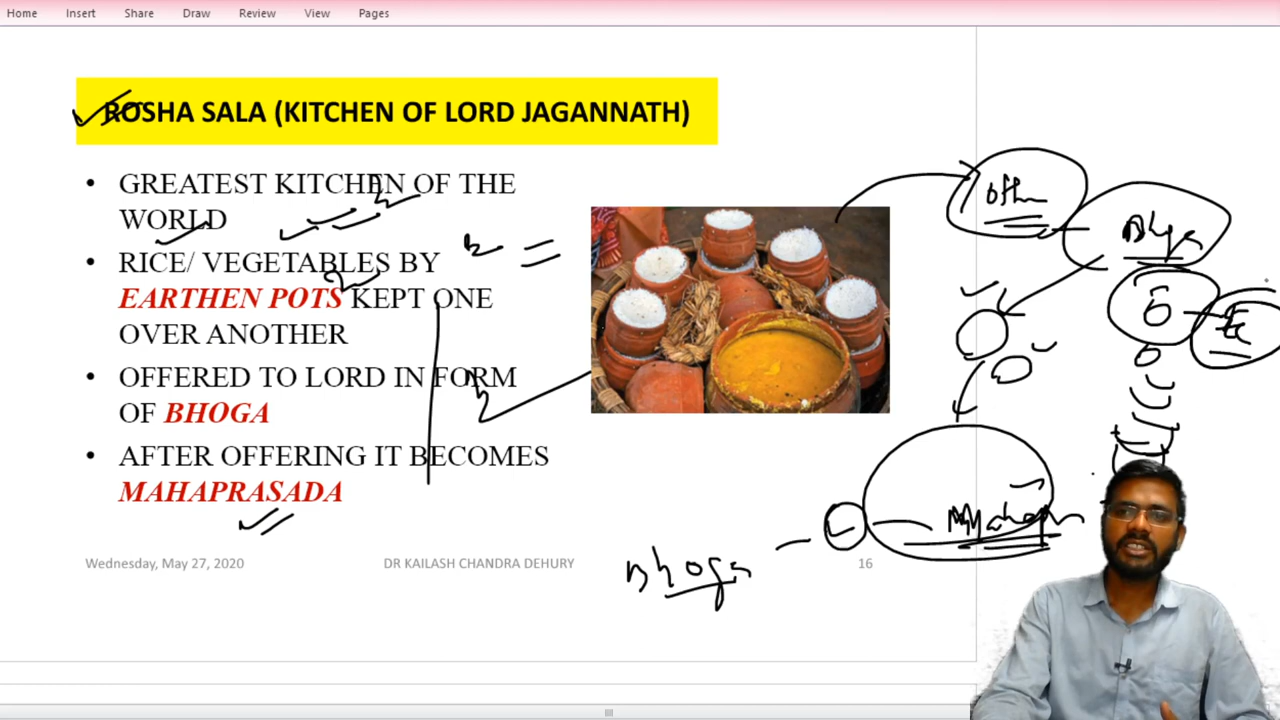 Home Insert Share Draw Review View Pages
ROSHA SALA (KITCHEN OF LORD JAGANNATH)
• GREATEST KITCHEN OF THE
WORLD
• RICE/ VEGETABLES BY
EARTHEN POTS KEPT ONE
OVER ANOTHER
• OFFERED TO LORD IN FORM
OF BHOGA
• AFTER OFFERING IT BECOMES
MAHAPRASADA
Bhoga
Wednesday, May 27, 2020 DR KAILASH CHANDRA DEHURY 16